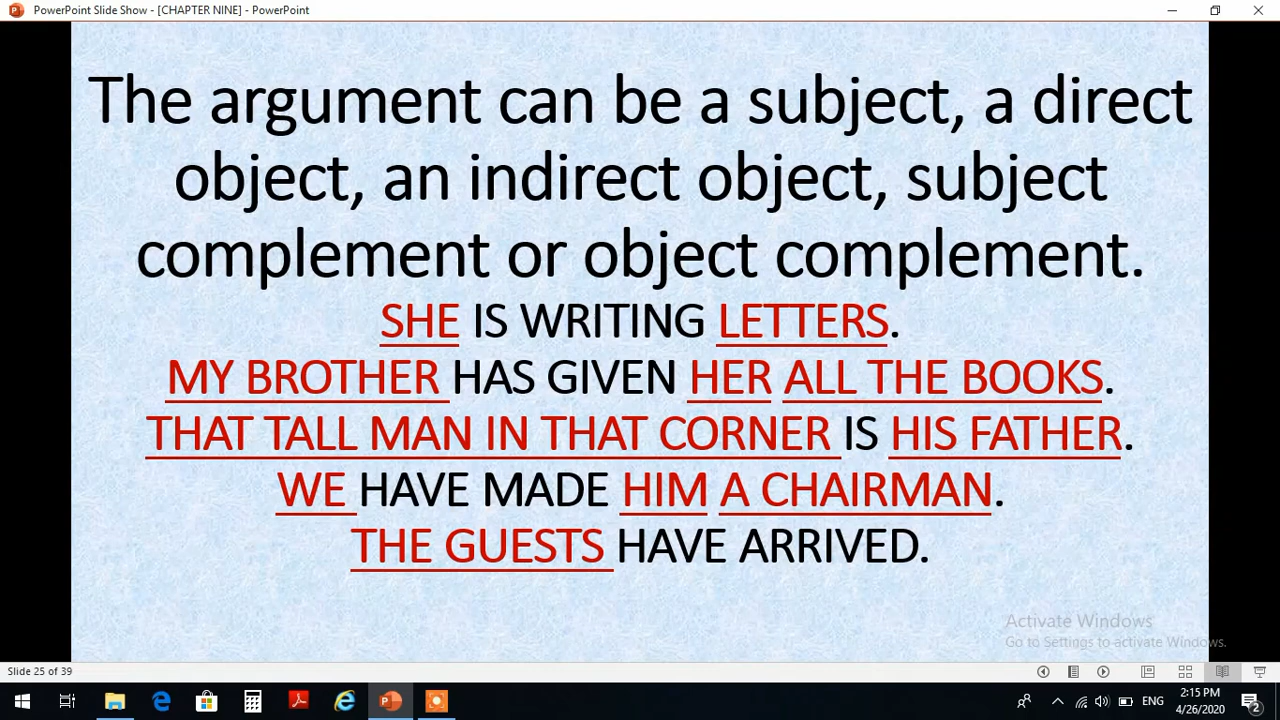 PowerPoint Slide Show - [CHAPTER NINE] - PowerPoint
The argument can be a subject, a direct
object, an indirect object, subject
complement or object complement.
SHE IS WRITING LETTERS.
MY BROTHER HAS GIVEN HER ALL THE BOOKS.
THAT TALL MAN IN THAT CORNER IS HIS FATHER.
WE HAVE MADE HIM A CHAIRMAN.
THE GUESTS HAVE ARRIVED.
Activate Windows
Go to Settings to activate Windows.
Slide 25 of 39
ENG
2:15 PM
4/26/2020
2